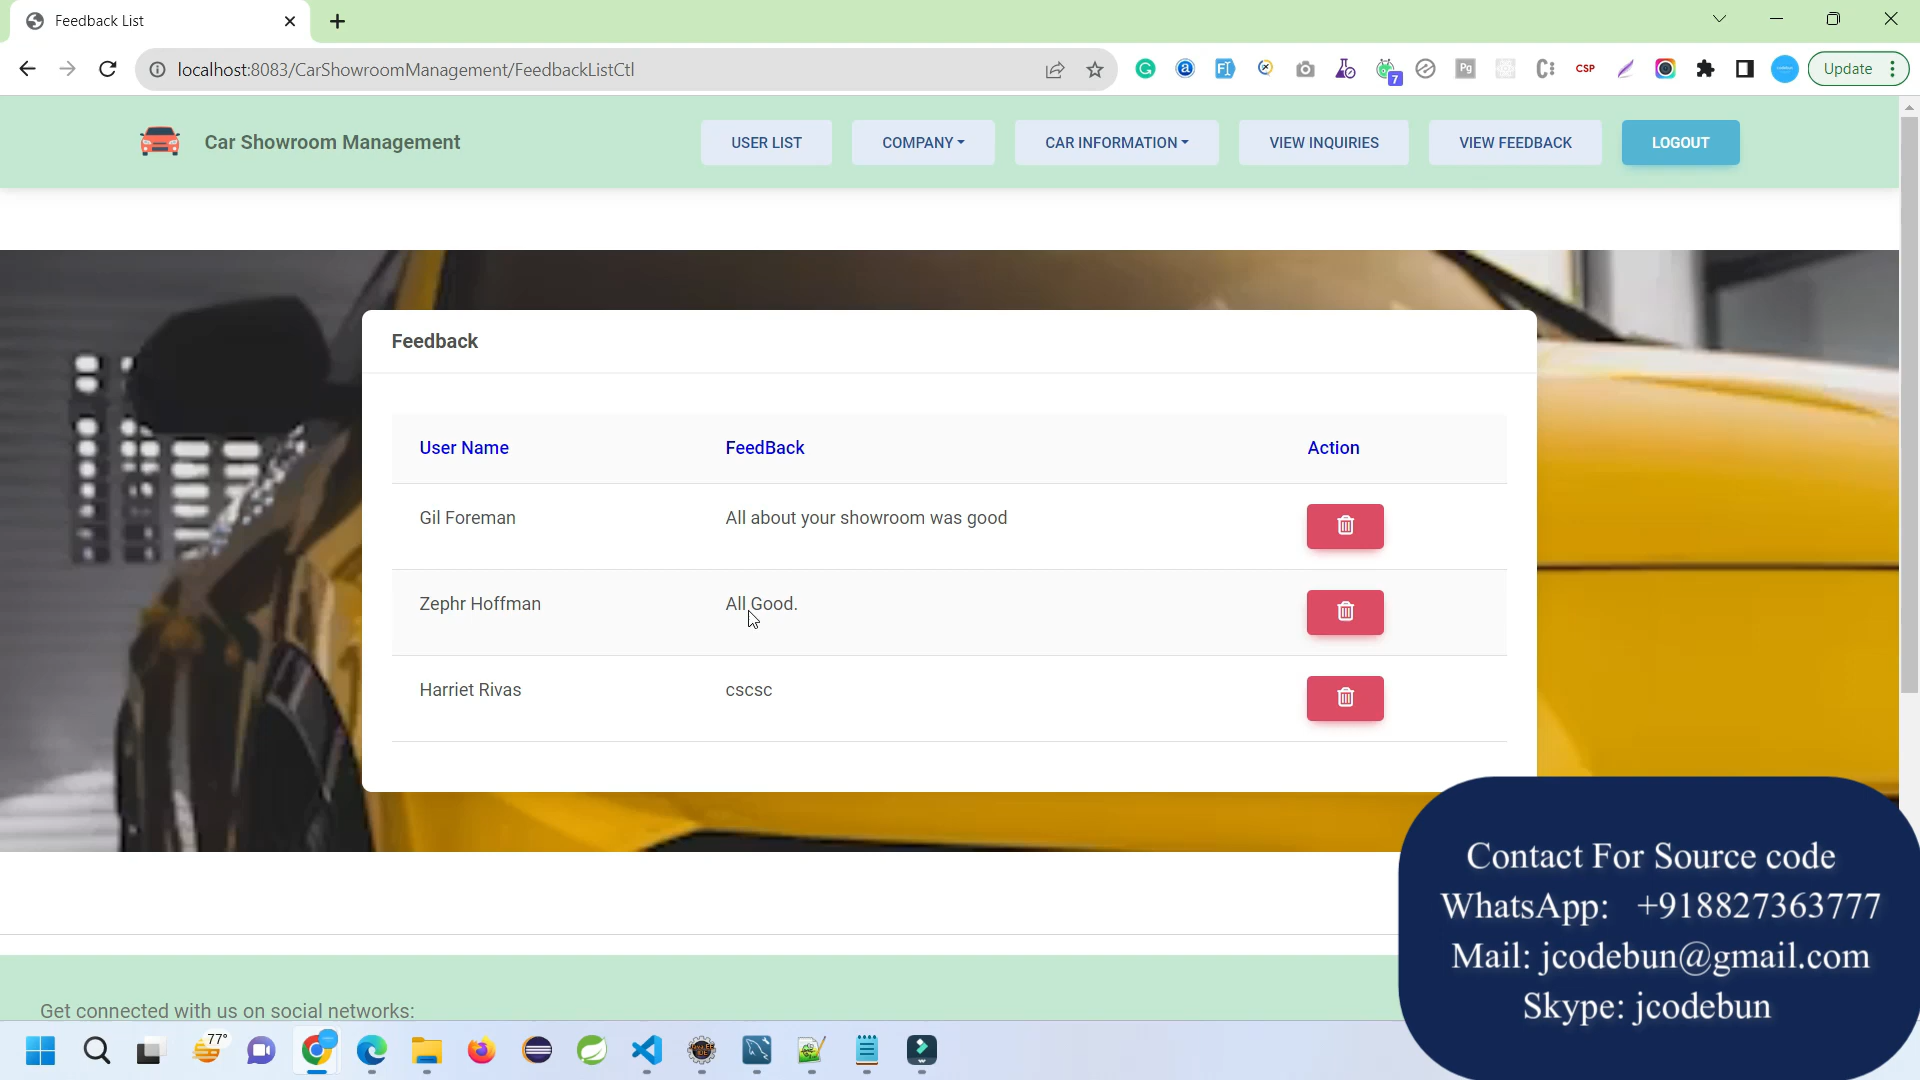 Feedback List
localhost:8083/CarShowroomManagement/FeedbackListCtl
7
Pg
CSP
Update
Car Showroom Management
USER LIST
COMPANY
CAR INFORMATION
VIEW INQUIRIES
VIEW FEEDBACK
LOGOUT
Feedback
User Name FeedBack Action
Gil Foreman All about your showroom was good
Zephr Hoffman All Good.
Harriet Rivas cscsc
Contact For Source code
WhatsApp: +918827363777
Mail: jcodebun@gmail.com
Skype: jcodebun
Get connected with us on social networks:
77°